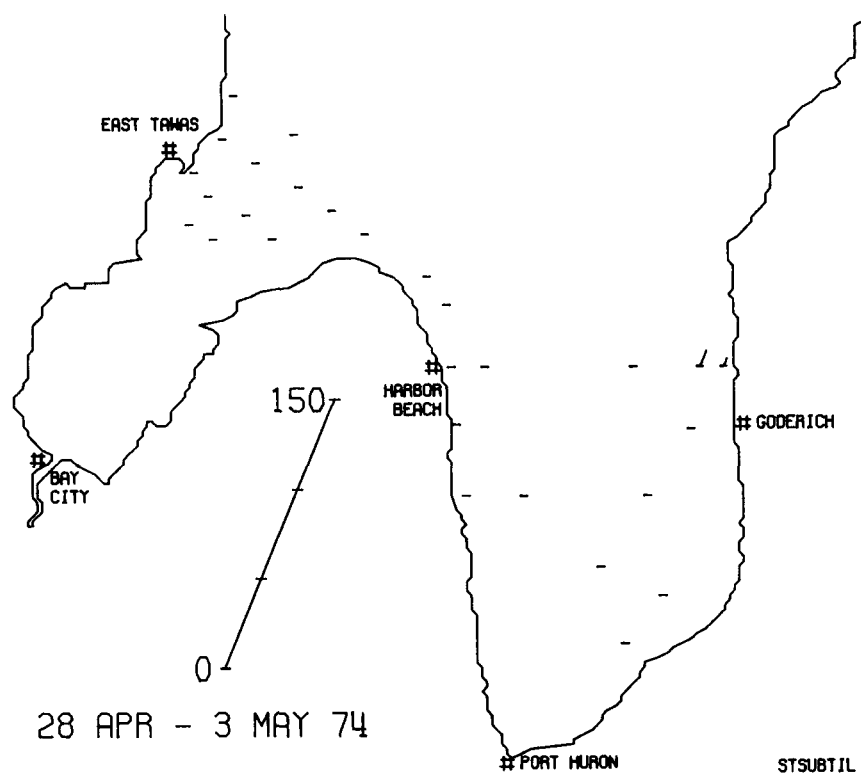 EAST TAWAS
HARBOR
BEACH
150
GODERICH
BAY
CITY
0
28 APR - 3 MAY 74
PORT HURON
STSUBTIL